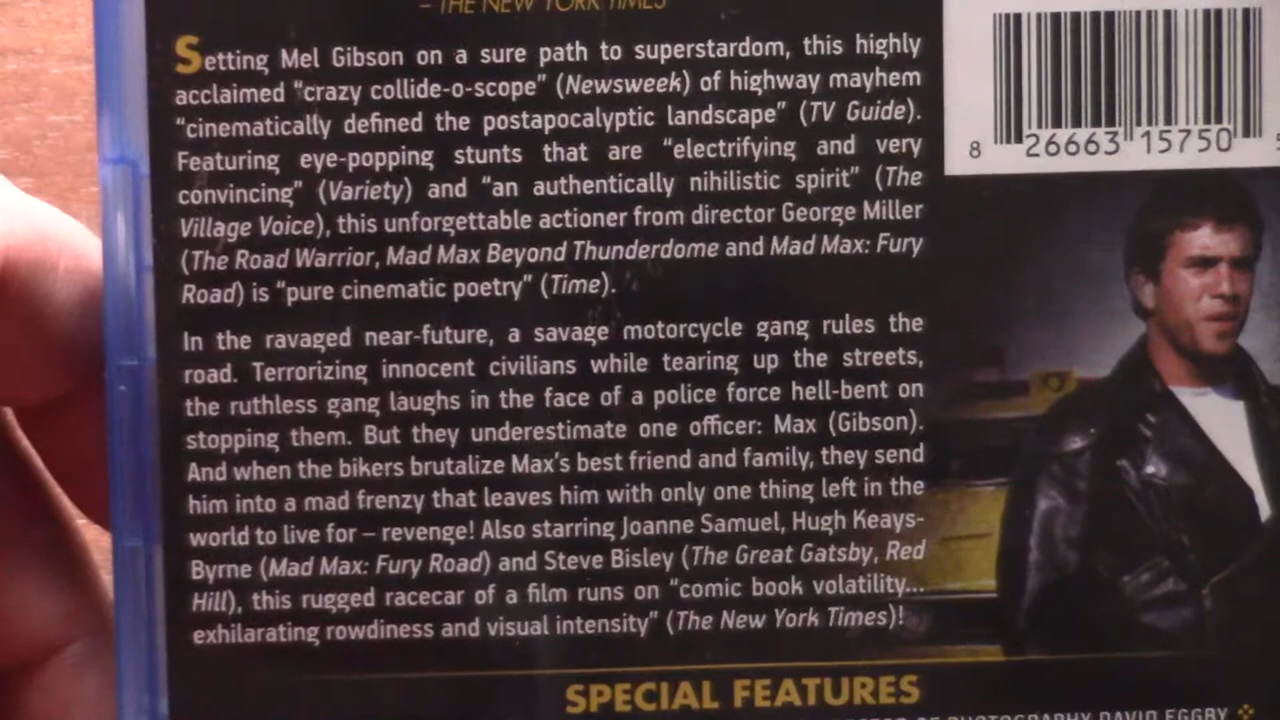 – THE NEW YORK TIMES
Setting Mel Gibson on a sure path to superstardom, this highly
acclaimed “crazy collide-o-scope” (Newsweek) of highway mayhem
“cinematically defined the postapocalyptic landscape” (TV Guide).
Featuring eye-popping stunts that are “electrifying and very
convincing” (Variety) and “an authentically nihilistic spirit” (The
Village Voice), this unforgettable actioner from director George Miller
(The Road Warrior, Mad Max Beyond Thunderdome and Mad Max: Fury
Road) is “pure cinematic poetry” (Time).
In the ravaged near-future, a savage motorcycle gang rules the
road. Terrorizing innocent civilians while tearing up the streets,
the ruthless gang laughs in the face of a police force hell-bent on
stopping them. But they underestimate one officer: Max (Gibson).
And when the bikers brutalize Max’s best friend and family, they send
him into a mad frenzy that leaves him with only one thing left in the
world to live for – revenge! Also starring Joanne Samuel, Hugh Keays-
Byrne (Mad Max: Fury Road) and Steve Bisley (The Great Gatsby, Red
Hill), this rugged racecar of a film runs on “comic book volatility...
exhilarating rowdiness and visual intensity” (The New York Times)!
8 26663 15750
SPECIAL FEATURES
OF PHOTOGRAPHY DAVID EGGBY